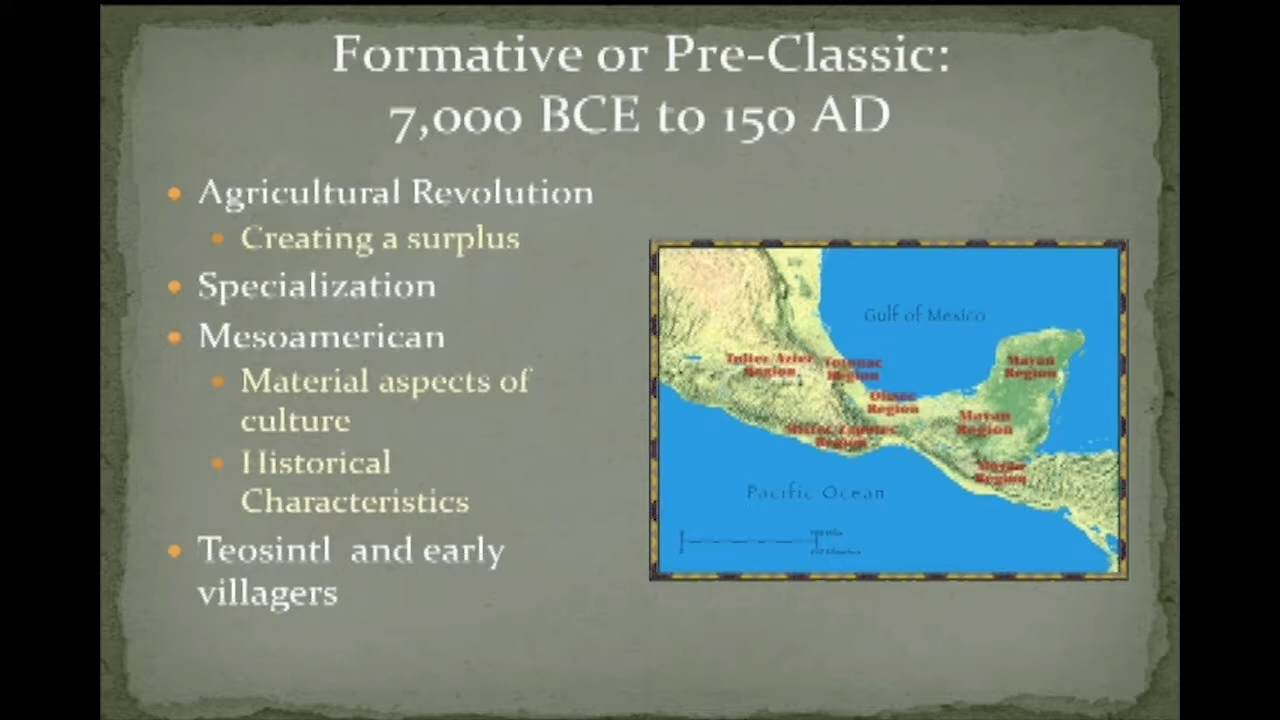 Formative or Pre-Classic:
7,000 BCE to 150 AD
Agricultural Revolution
Creating a surplus
Specialization
Mesoamerican
Material aspects of
culture
Historical
Characteristics
Teosintl and early
villagers
Gulf of Mexico
Toltec/Aztec
Region
Totonac
Region
Mayan
Region
Olmec
Region
Mayan
Region
Mixtec/Zapotec
Region
Mayan
Region
Pacific Ocean